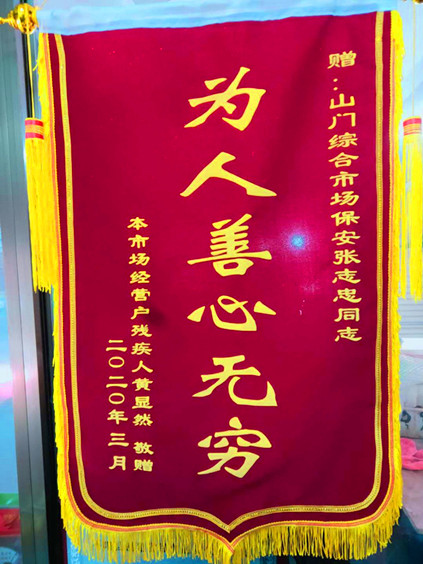 赠：山门综合市场保安张志忠同志
为人善心无穷
本市场经营户残疾人黄显然 敬赠
二〇二〇年三月